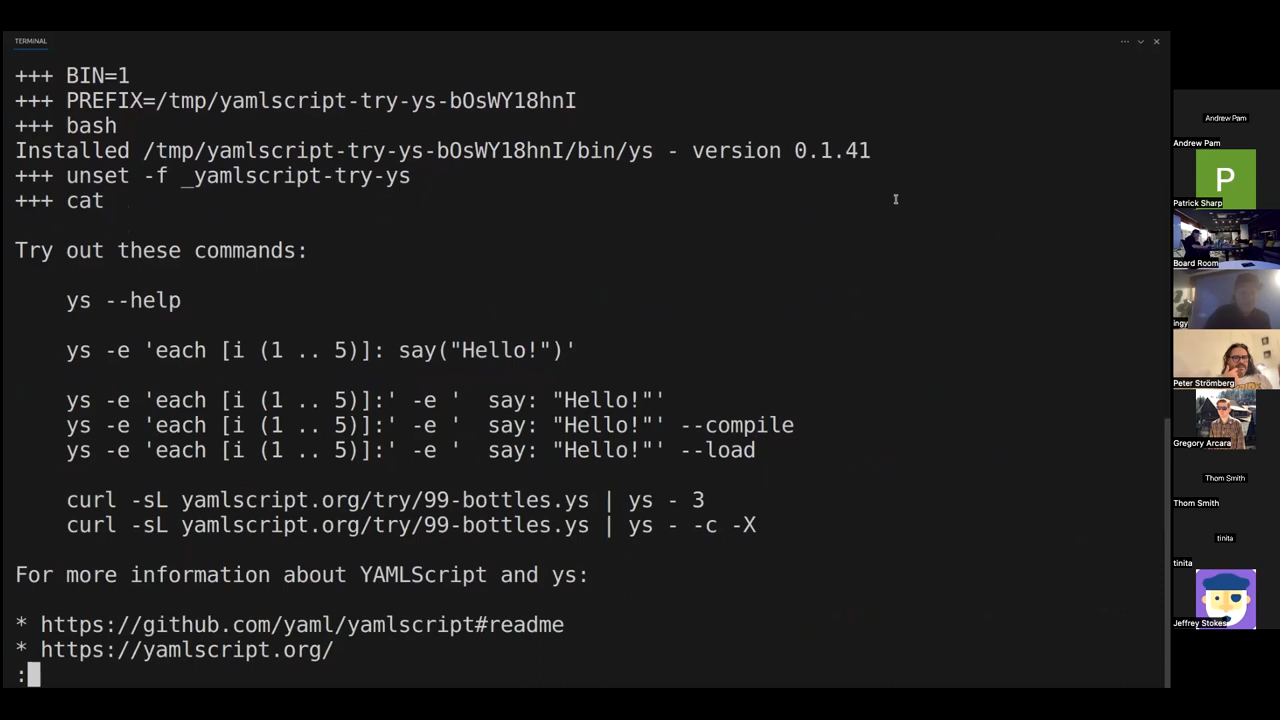 TERMINAL
+++ BIN=1
+++ PREFIX=/tmp/yamlscript-try-ys-bOsWY18hnI
+++ bash
Installed /tmp/yamlscript-try-ys-bOsWY18hnI/bin/ys - version 0.1.41
+++ unset -f _yamlscript-try-ys
+++ cat
Try out these commands:
ys --help
ys -e 'each [i (1 .. 5)]: say("Hello!")'
ys -e 'each [i (1 .. 5)]:' -e '  say: "Hello!"'
ys -e 'each [i (1 .. 5)]:' -e '  say: "Hello!"' --compile
ys -e 'each [i (1 .. 5)]:' -e '  say: "Hello!"' --load
curl -sL yamlscript.org/try/99-bottles.ys | ys - 3
curl -sL yamlscript.org/try/99-bottles.ys | ys - -c -X
For more information about YAMLScript and ys:
* https://github.com/yaml/yamlscript#readme
* https://yamlscript.org/
:
Andrew Pam
Andrew Pam
P
Patrick Sharp
Board Room
ingy
Peter Strömberg
Gregory Arcara
Thom Smith
Thom Smith
tinita
tinita
Jeffrey Stokes